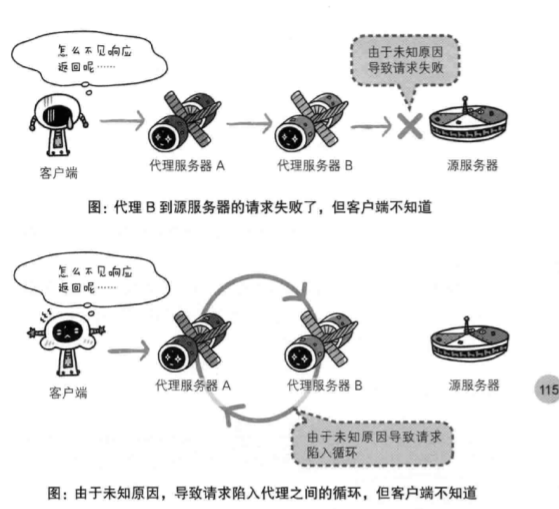 怎么不见响应
返回呢……
由于未知原因
导致请求失败
客户端
代理服务器 A
代理服务器 B
源服务器
图：代理 B 到源服务器的请求失败了，但客户端不知道
怎么不见响应
返回呢……
客户端
代理服务器 A
代理服务器 B
源服务器
115
由于未知原因导致请求
陷入循环
图：由于未知原因，导致请求陷入代理之间的循环，但客户端不知道